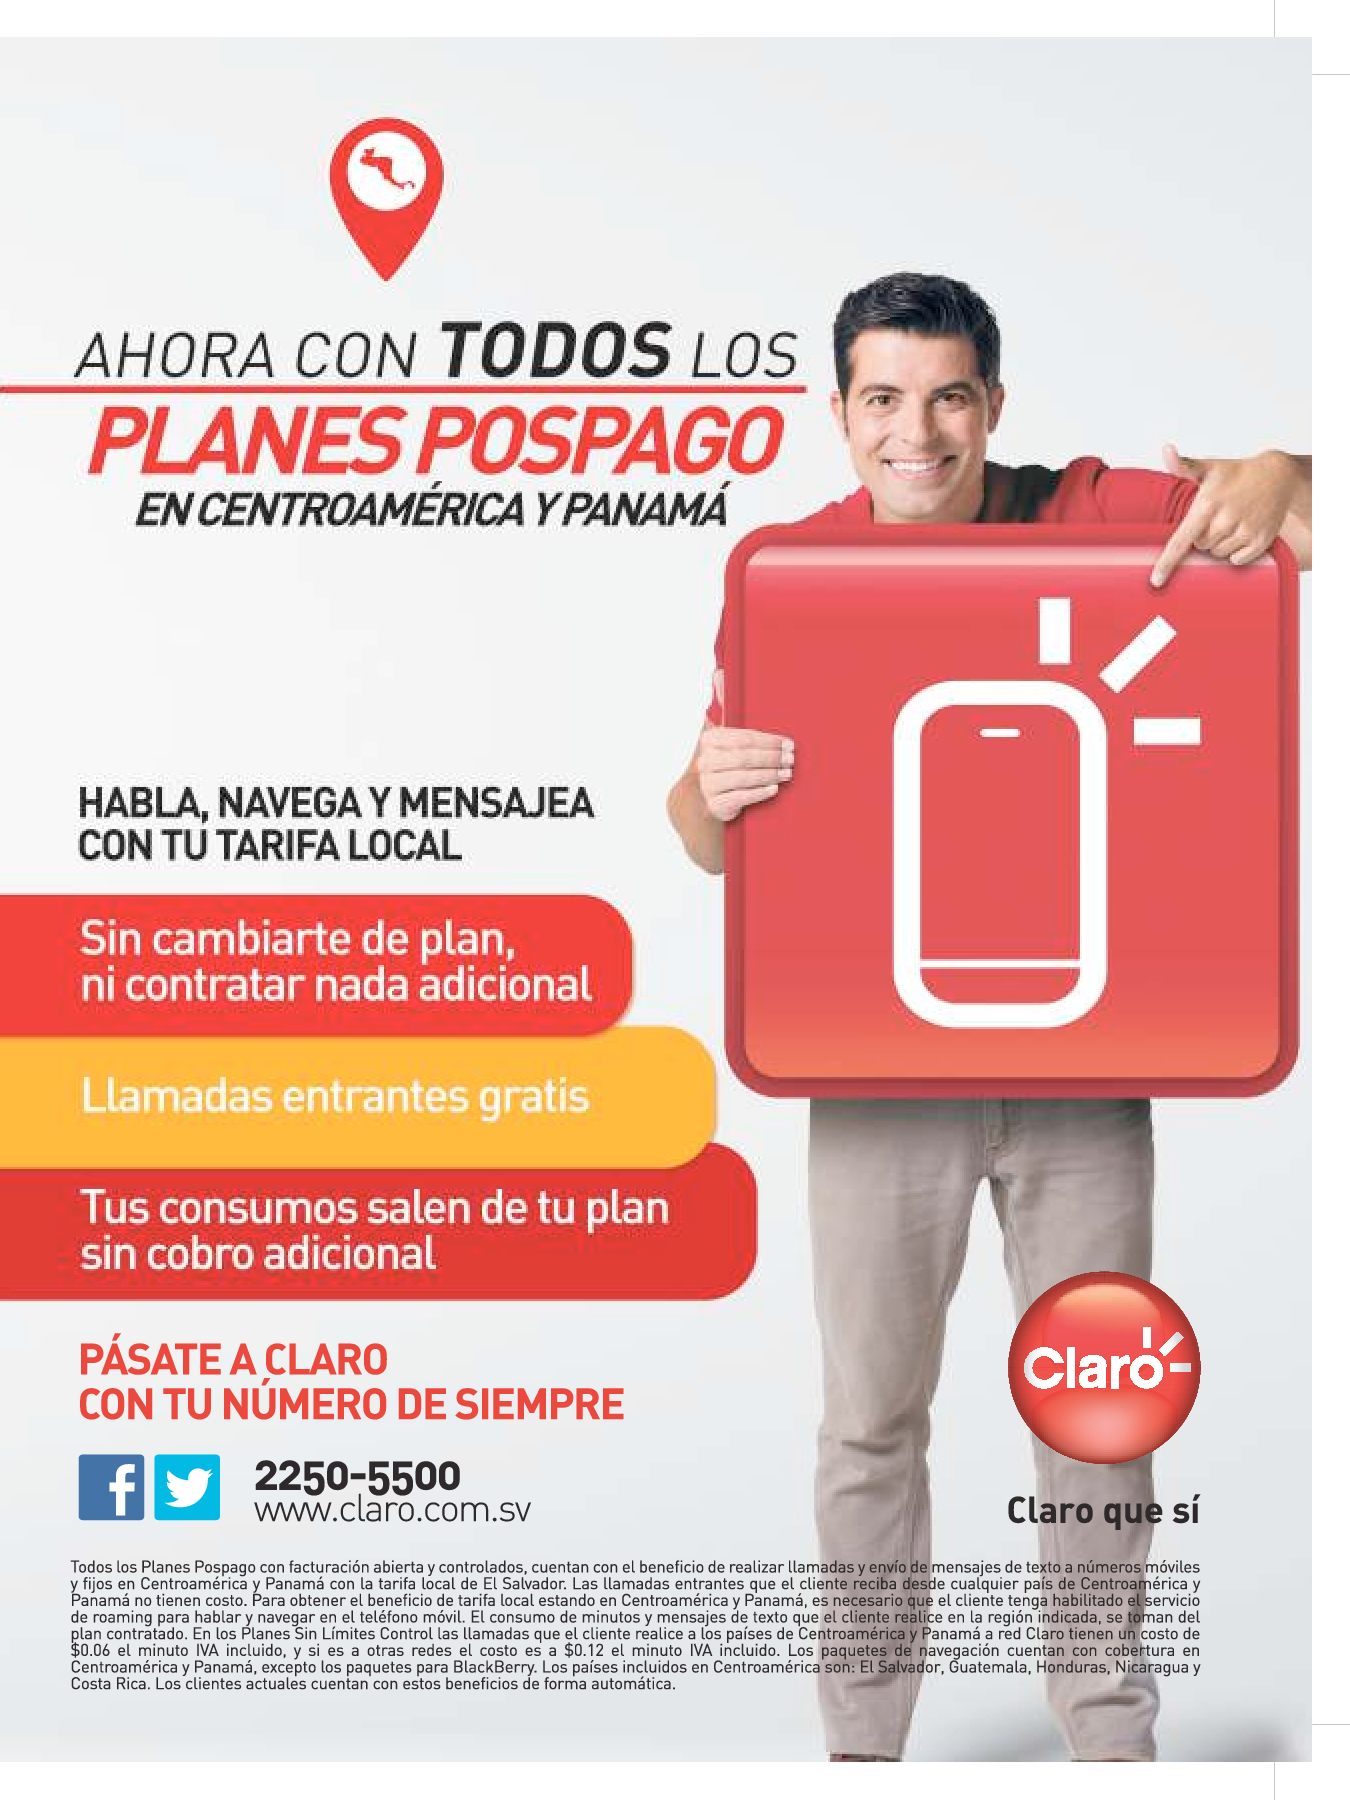 AHORA CON TODOS LOS
PLANES POSPAGO
EN CENTROAMÉRICA Y PANAMÁ
HABLA, NAVEGA Y MENSAJEA
CON TU TARIFA LOCAL
Sin cambiarte de plan,
ni contratar nada adicional
Llamadas entrantes gratis
Tus consumos salen de tu plan
sin cobro adicional
PÁSATE A CLARO
CON TU NÚMERO DE SIEMPRE
2250-5500
www.claro.com.sv
Claro
Claro que sí
Todos los Planes Pospago con facturación abierta y controlados, cuentan con el beneficio de realizar llamadas y envío de mensajes de texto a números móviles
y fijos en Centroamérica y Panamá con la tarifa local de El Salvador. Las llamadas entrantes que el cliente reciba desde cualquier país de Centroamérica y
Panamá no tienen costo. Para obtener el beneficio de tarifa local estando en Centroamérica y Panamá, es necesario que el cliente tenga habilitado el servicio
de roaming para hablar y navegar en el teléfono móvil. El consumo de minutos y mensajes de texto que el cliente realice en la región indicada, se toman del
plan contratado. En los Planes Sin Límites Control las llamadas que el cliente realice a los países de Centroamérica y Panamá a red Claro tienen un costo de
$0.06 el minuto IVA incluido, y si es a otras redes el costo es a $0.12 el minuto IVA incluido. Los paquetes de navegación cuentan con cobertura en
Centroamérica y Panamá, excepto los paquetes para BlackBerry. Los países incluidos en Centroamérica son: El Salvador, Guatemala, Honduras, Nicaragua y
Costa Rica. Los clientes actuales cuentan con estos beneficios de forma automática.